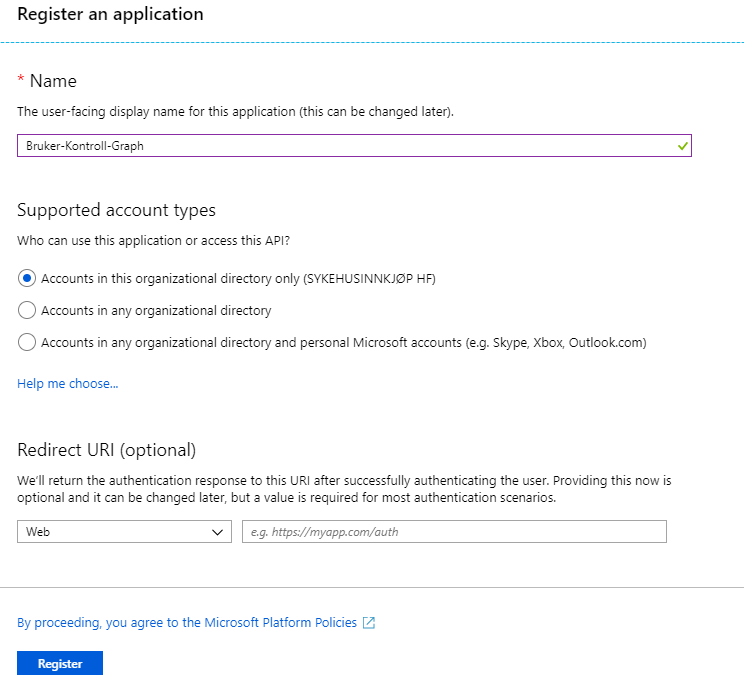 Register an application
* Name
The user-facing display name for this application (this can be changed later).
Bruker-Kontroll-Graph
Supported account types
Who can use this application or access this API?
Accounts in this organizational directory only (SYKEHUSINNKJØP HF)
Accounts in any organizational directory
Accounts in any organizational directory and personal Microsoft accounts (e.g. Skype, Xbox, Outlook.com)
Help me choose...
Redirect URI (optional)
We'll return the authentication response to this URI after successfully authenticating the user. Providing this now is
optional and it can be changed later, but a value is required for most authentication scenarios.
Web
e.g. https://myapp.com/auth
By proceeding, you agree to the Microsoft Platform Policies
Register